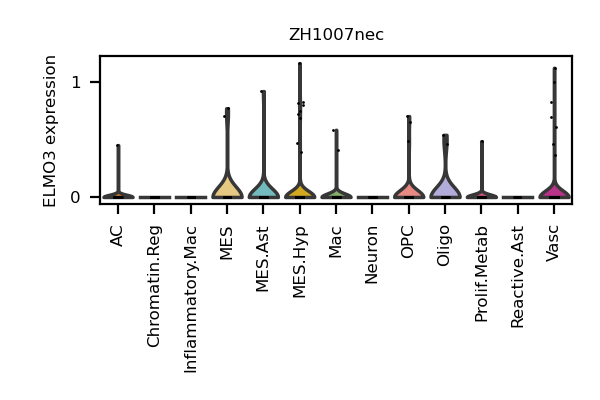 ZH1007nec
ELMO3 expression
1
0
AC
Chromatin.Reg
Inflammatory.Mac
MES
MES.Ast
MES.Hyp
Mac
Neuron
OPC
Oligo
Prolif.Metab
Reactive.Ast
Vasc